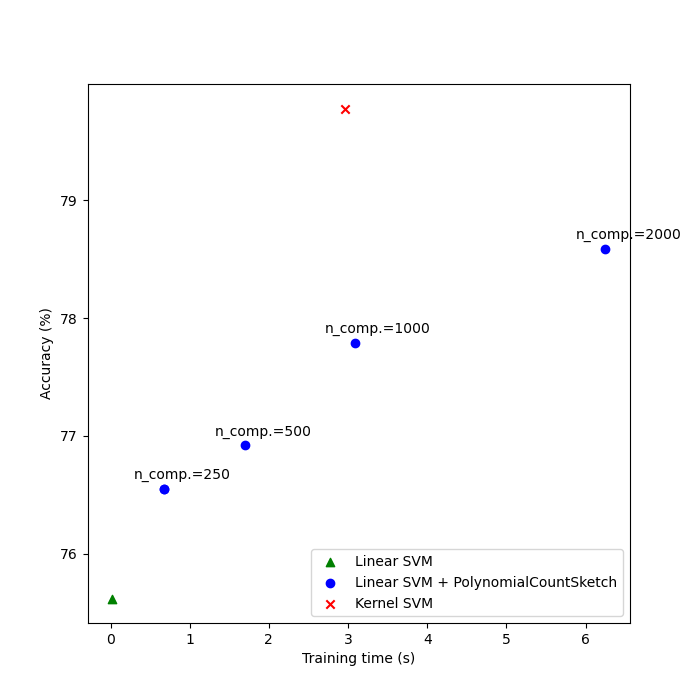 Accuracy (%)
79
78
77
76
n_comp.=2000
n_comp.=1000
n_comp.=500
n_comp.=250
Linear SVM
Linear SVM + PolynomialCountSketch
Kernel SVM
0 1 2 3 4 5 6
Training time (s)